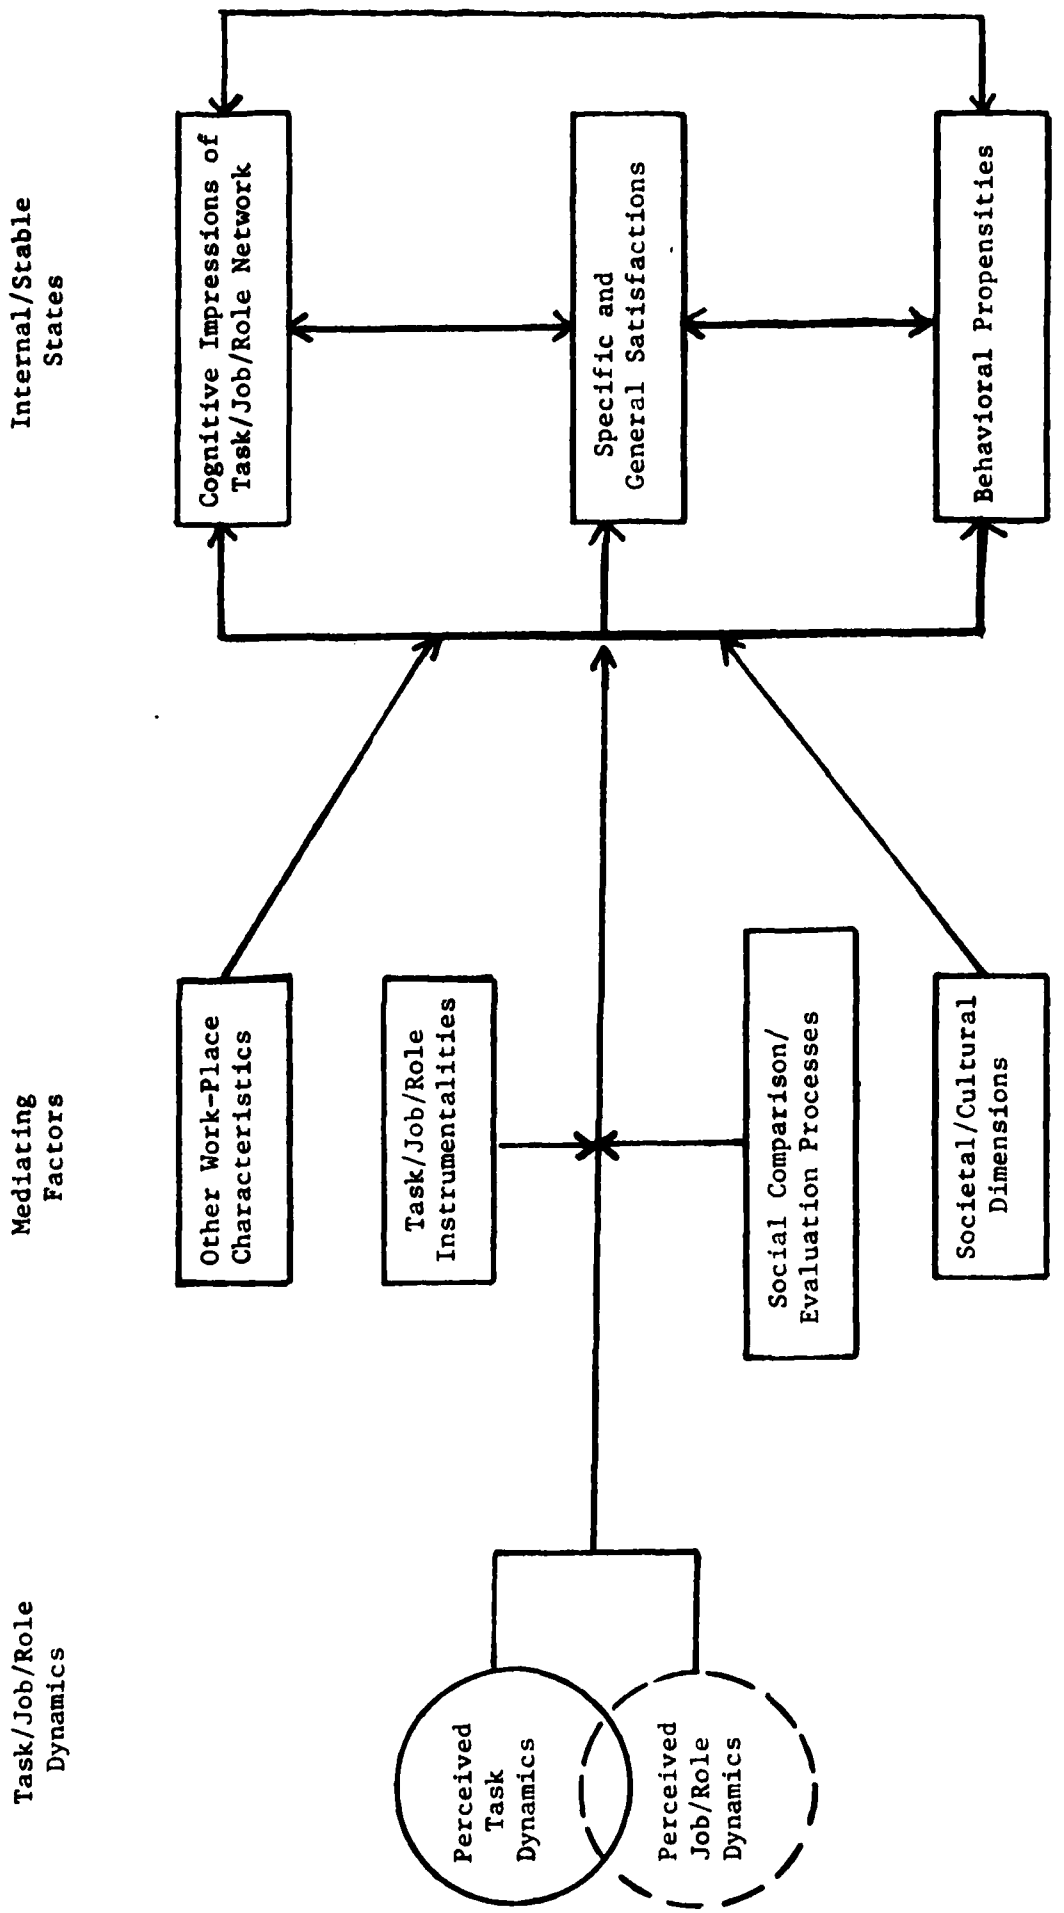 Task/Job/Role
Dynamics
Mediating
Factors
Internal/Stable
States
Perceived
Task
Dynamics
Perceived
Job/Role
Dynamics
Other Work-Place
Characteristics
Task/Job/Role
Instrumentalities
Social Comparison/
Evaluation Processes
Societal/Cultural
Dimensions
Cognitive Impressions of
Task/Job/Role Network
Specific and
General Satisfactions
Behavioral Propensities